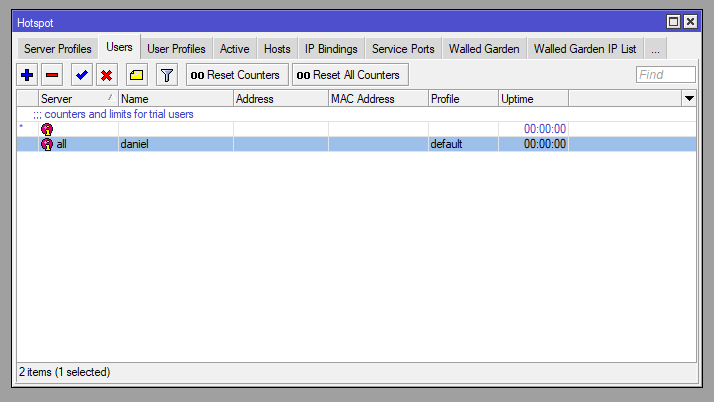 Hotspot
Server Profiles Users User Profiles Active Hosts IP Bindings Service Ports Walled Garden Walled Garden IP List ...
00 Reset Counters 00 Reset All Counters Find
Server Name Address MAC Address Profile Uptime
;;; counters and limits for trial users
* 00:00:00
all daniel default 00:00:00
2 items (1 selected)